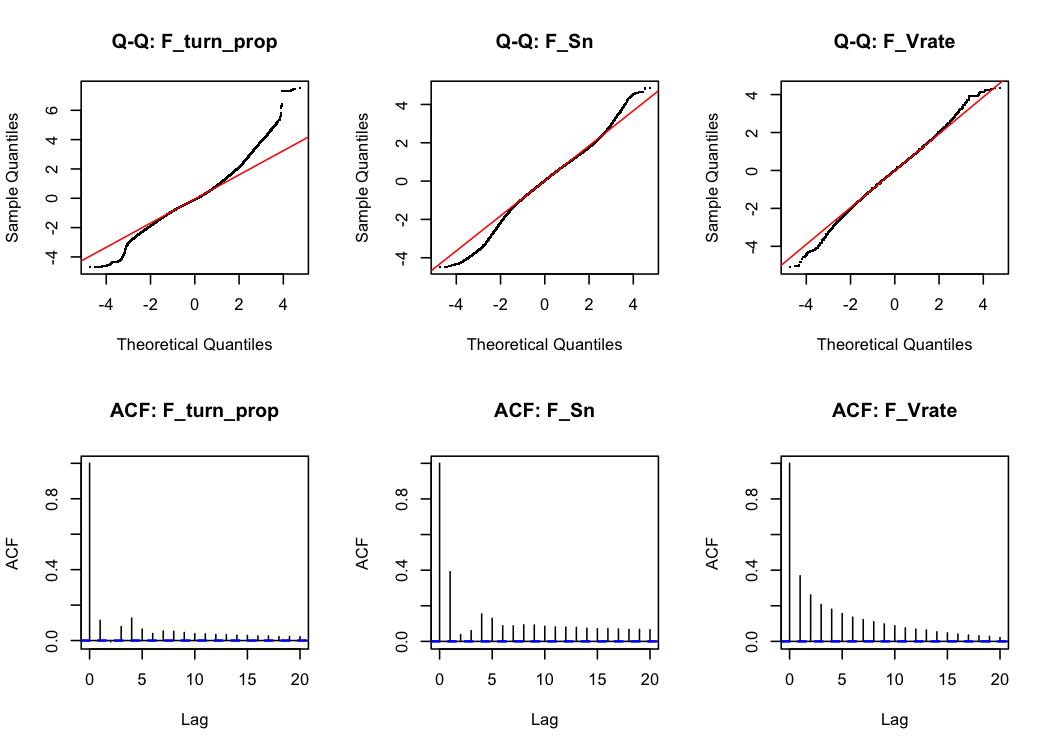 Q-Q: F_turn_prop
Sample Quantiles
-4 -2 0 2 4 6
-4 -2 0 2 4
Theoretical Quantiles
Q-Q: F_Sn
Sample Quantiles
-4 -2 0 2 4
-4 -2 0 2 4
Theoretical Quantiles
Q-Q: F_Vrate
Sample Quantiles
-4 -2 0 2 4
-4 -2 0 2 4
Theoretical Quantiles
ACF: F_turn_prop
ACF
0.0 0.4 0.8
0 5 10 15 20
Lag
ACF: F_Sn
ACF
0.0 0.4 0.8
0 5 10 15 20
Lag
ACF: F_Vrate
ACF
0.0 0.4 0.8
0 5 10 15 20
Lag